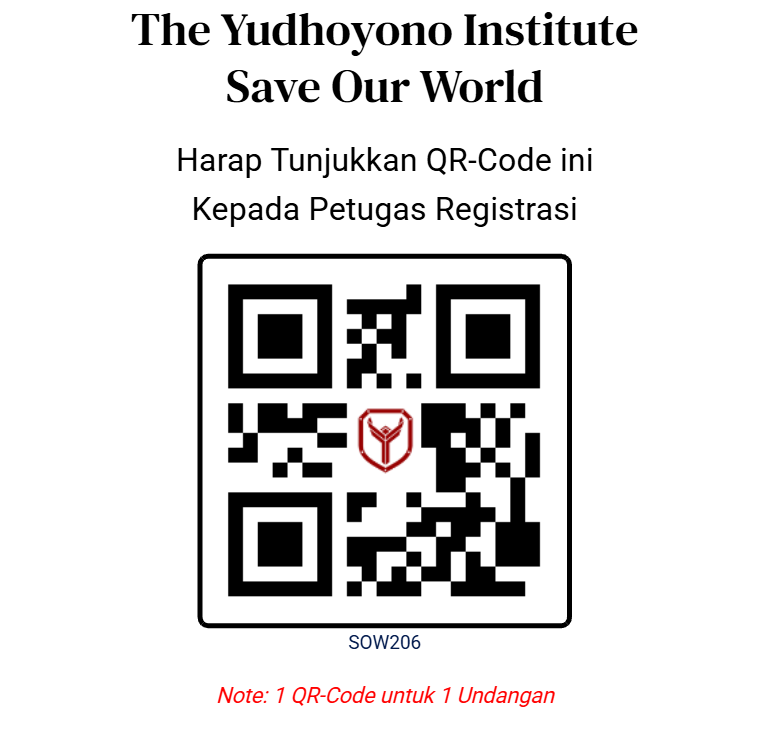 The Yudhoyono Institute
Save Our World
Harap Tunjukkan QR-Code ini
Kepada Petugas Registrasi
SOW206
Note: 1 QR-Code untuk 1 Undangan